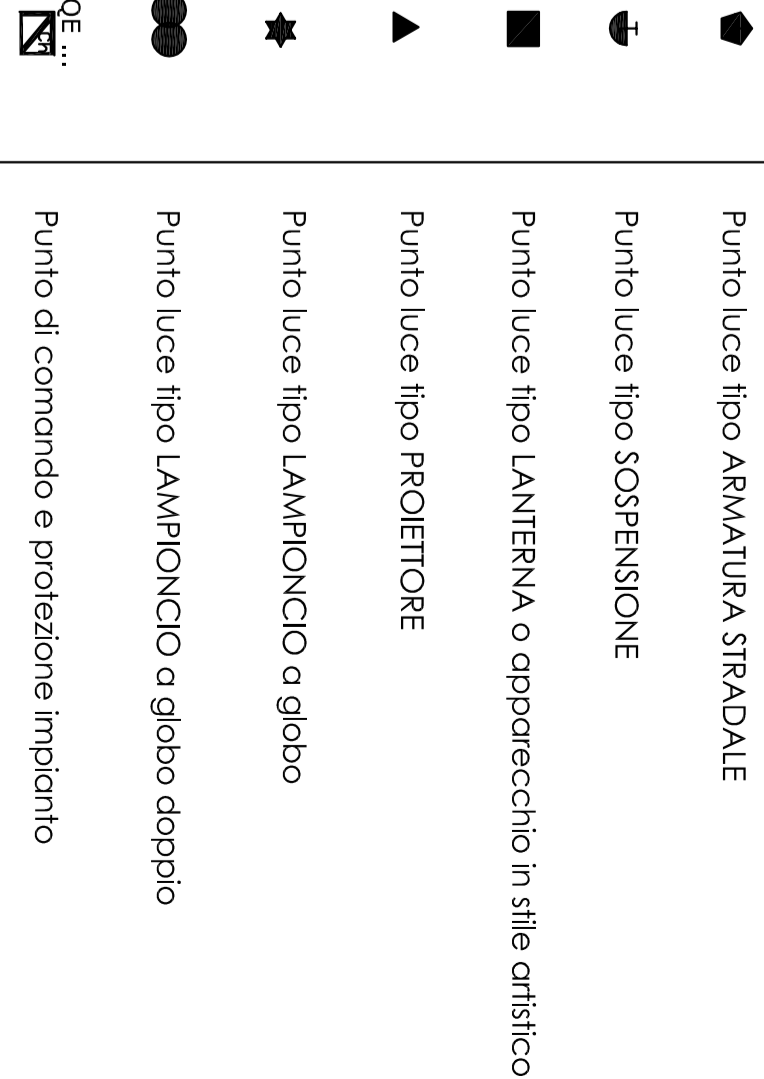 Punto luce tipo ARMATURA STRADALE
Punto luce tipo SOSPENSIONE
Punto luce tipo LANTERNA o apparecchio in stile artistico
Punto luce tipo PROIETTORE
Punto luce tipo LAMPIONCIO a globo
Punto luce tipo LAMPIONCIO a globo doppio
QE ...
ch
Punto di comando e protezione impianto